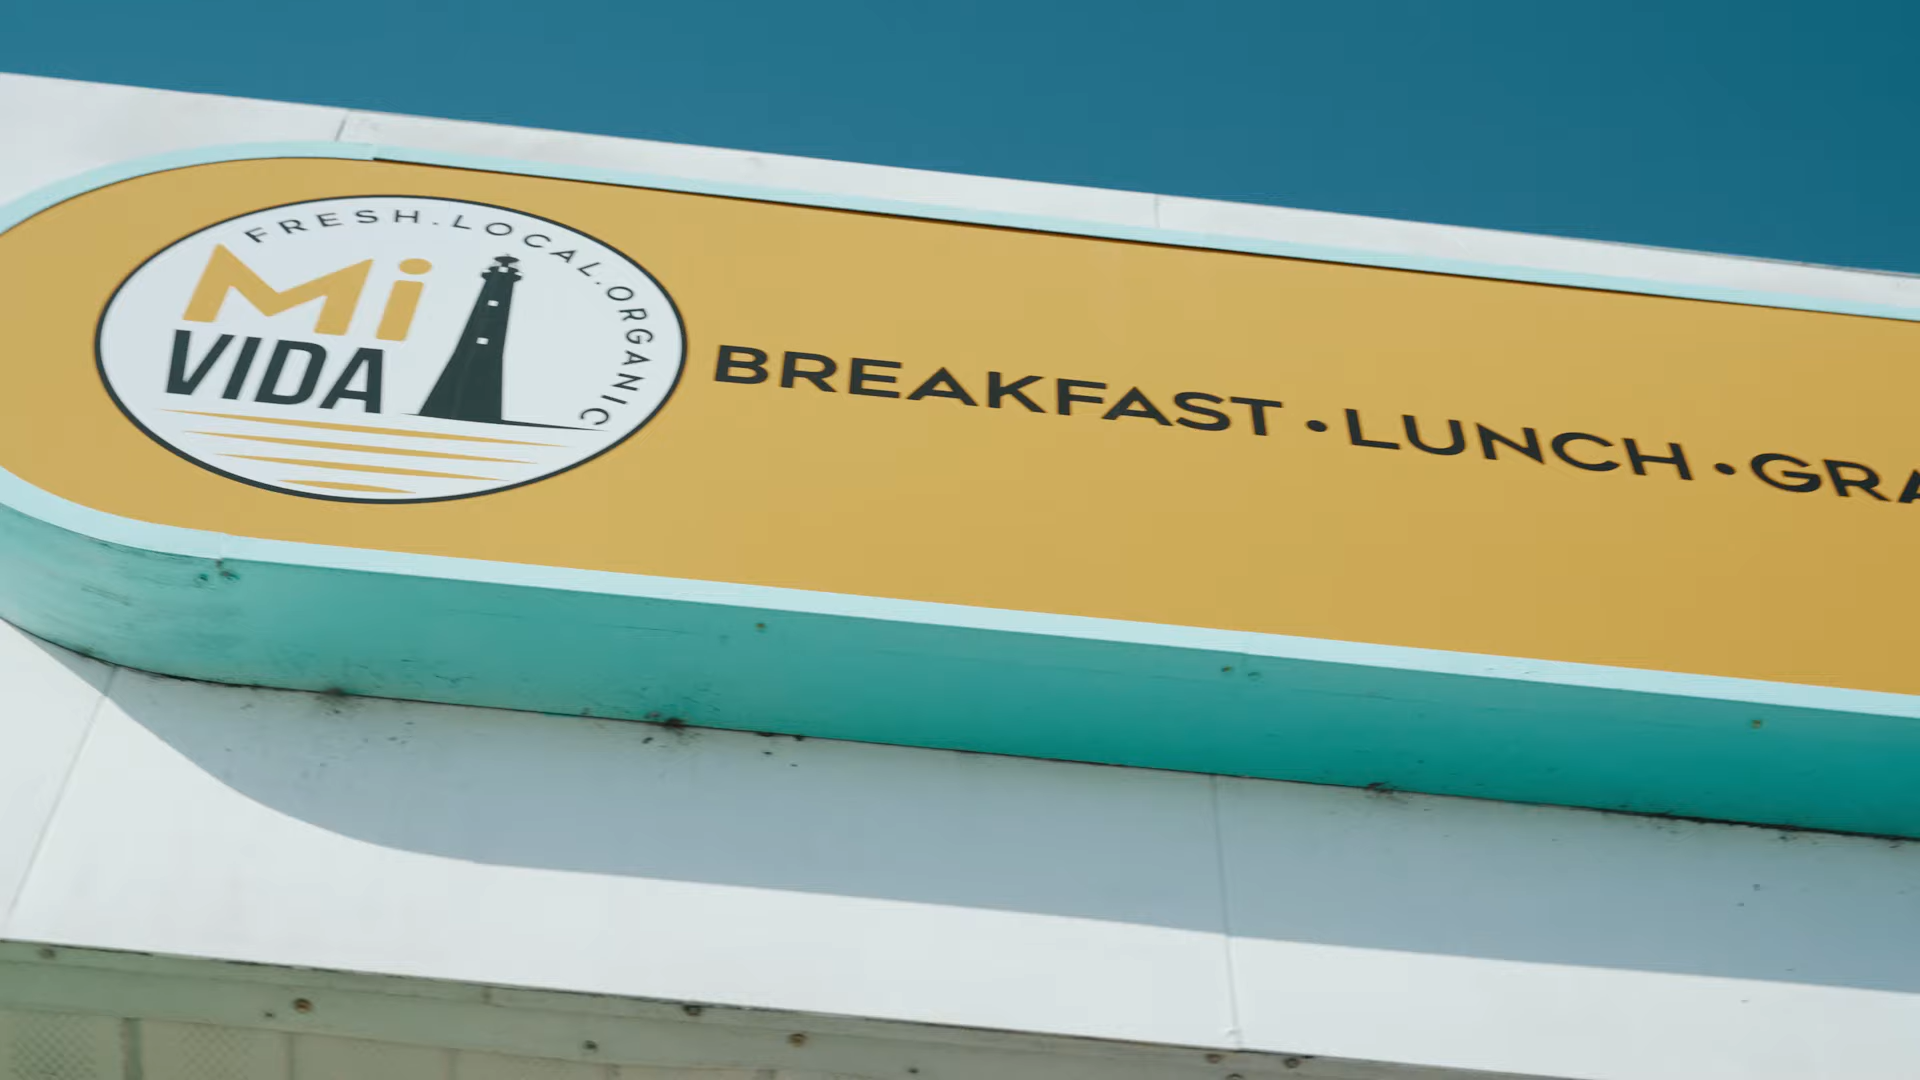 FRESH.LOCAL.ORGANIC
Mi
VIDA
BREAKFAST • LUNCH •